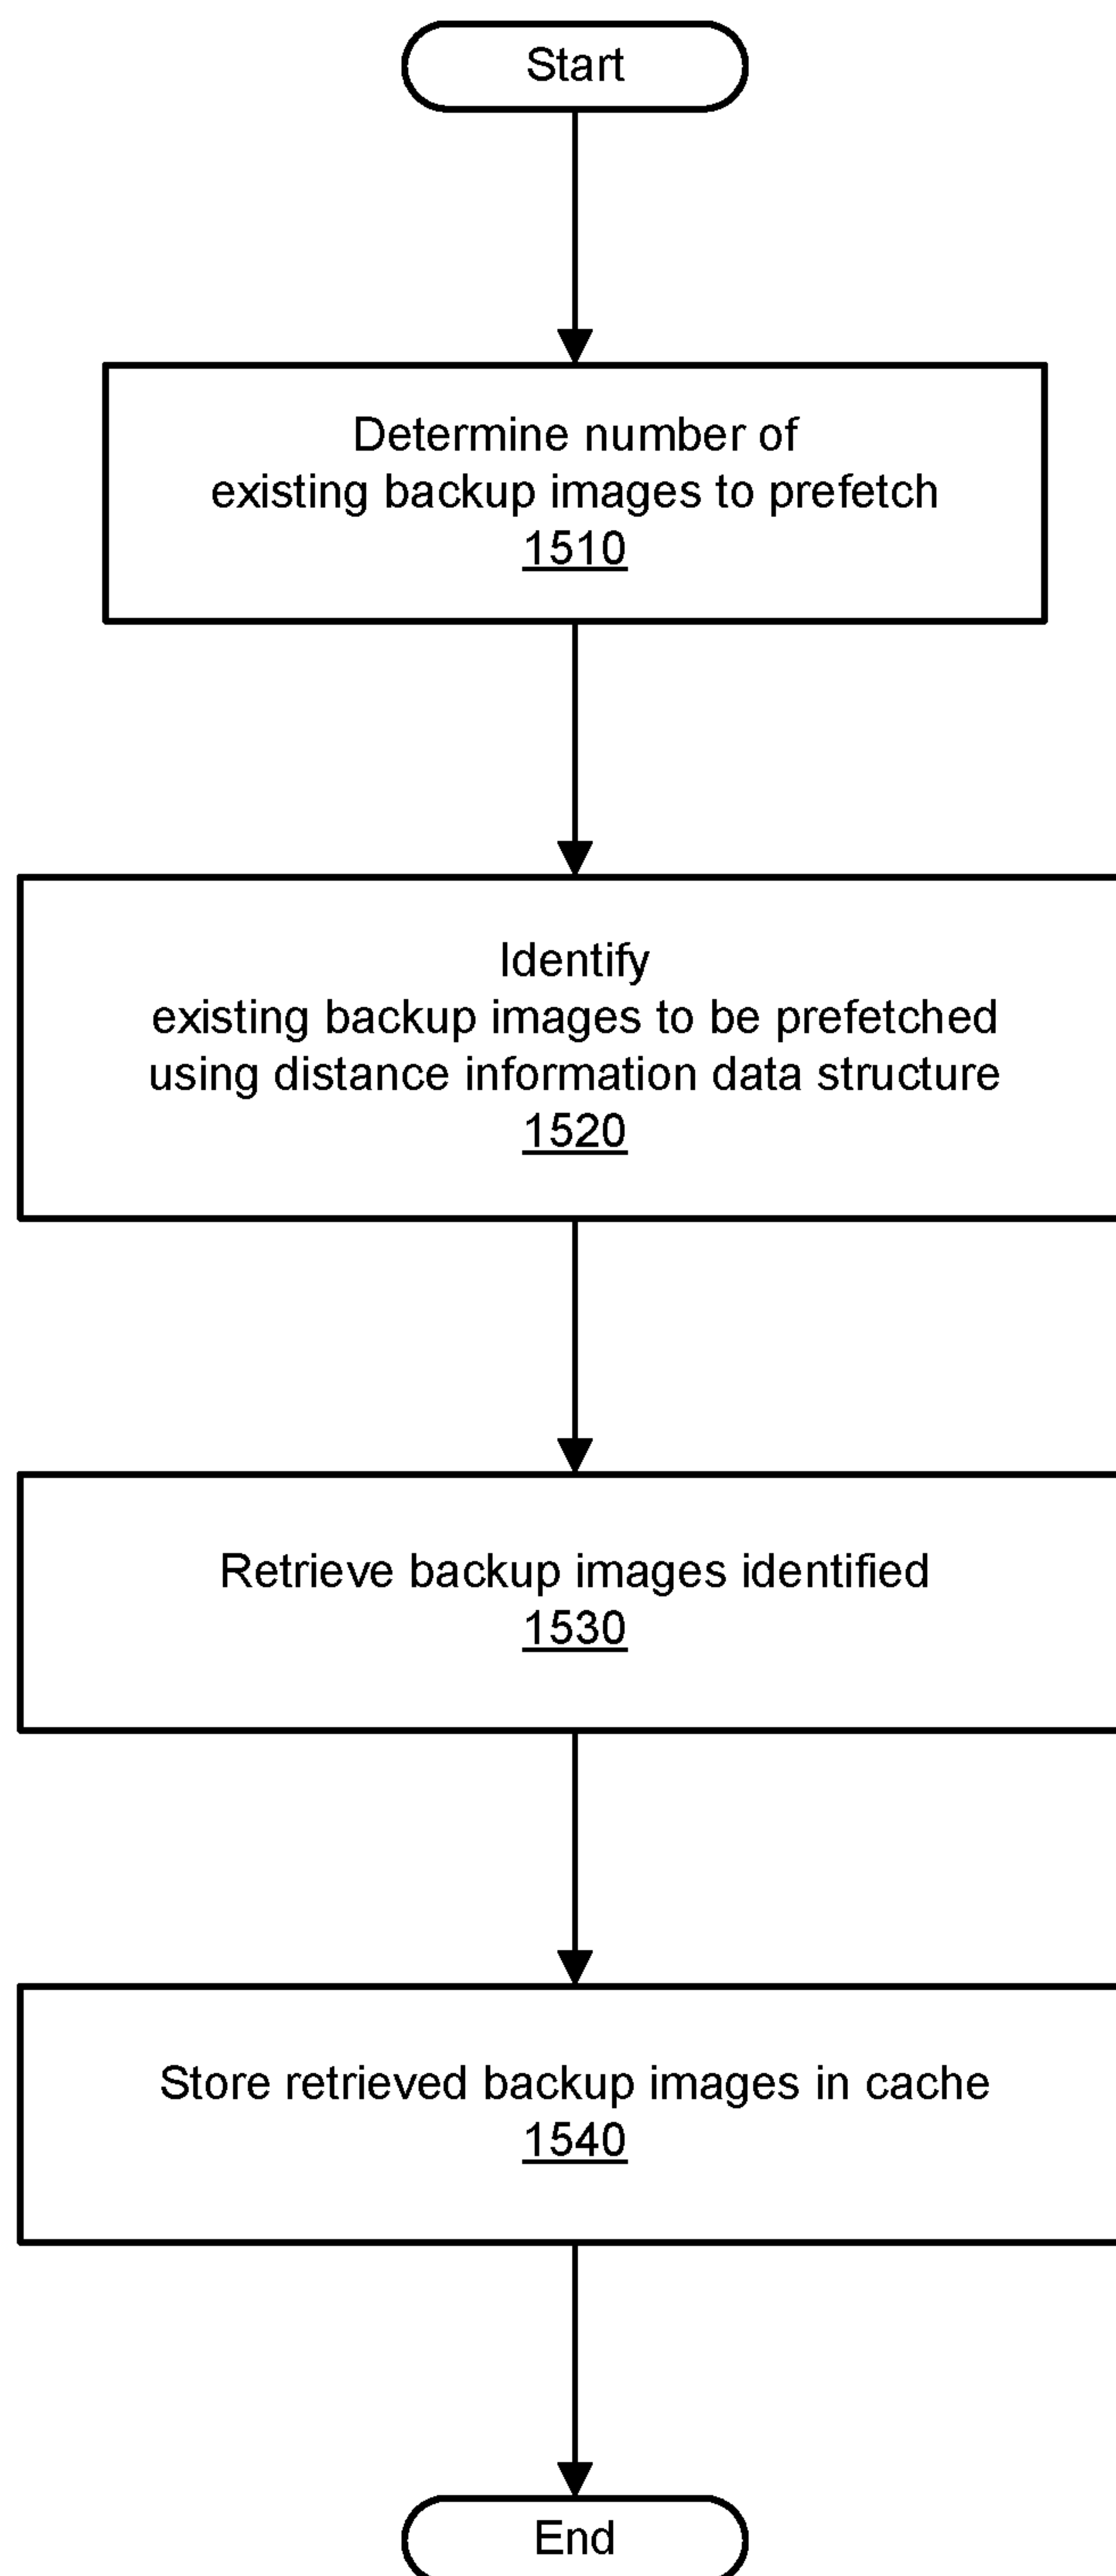 Start
Determine number of
existing backup images to prefetch
1510
Identify
existing backup images to be prefetched
using distance information data structure
1520
Retrieve backup images identified
1530
Store retrieved backup images in cache
1540
End